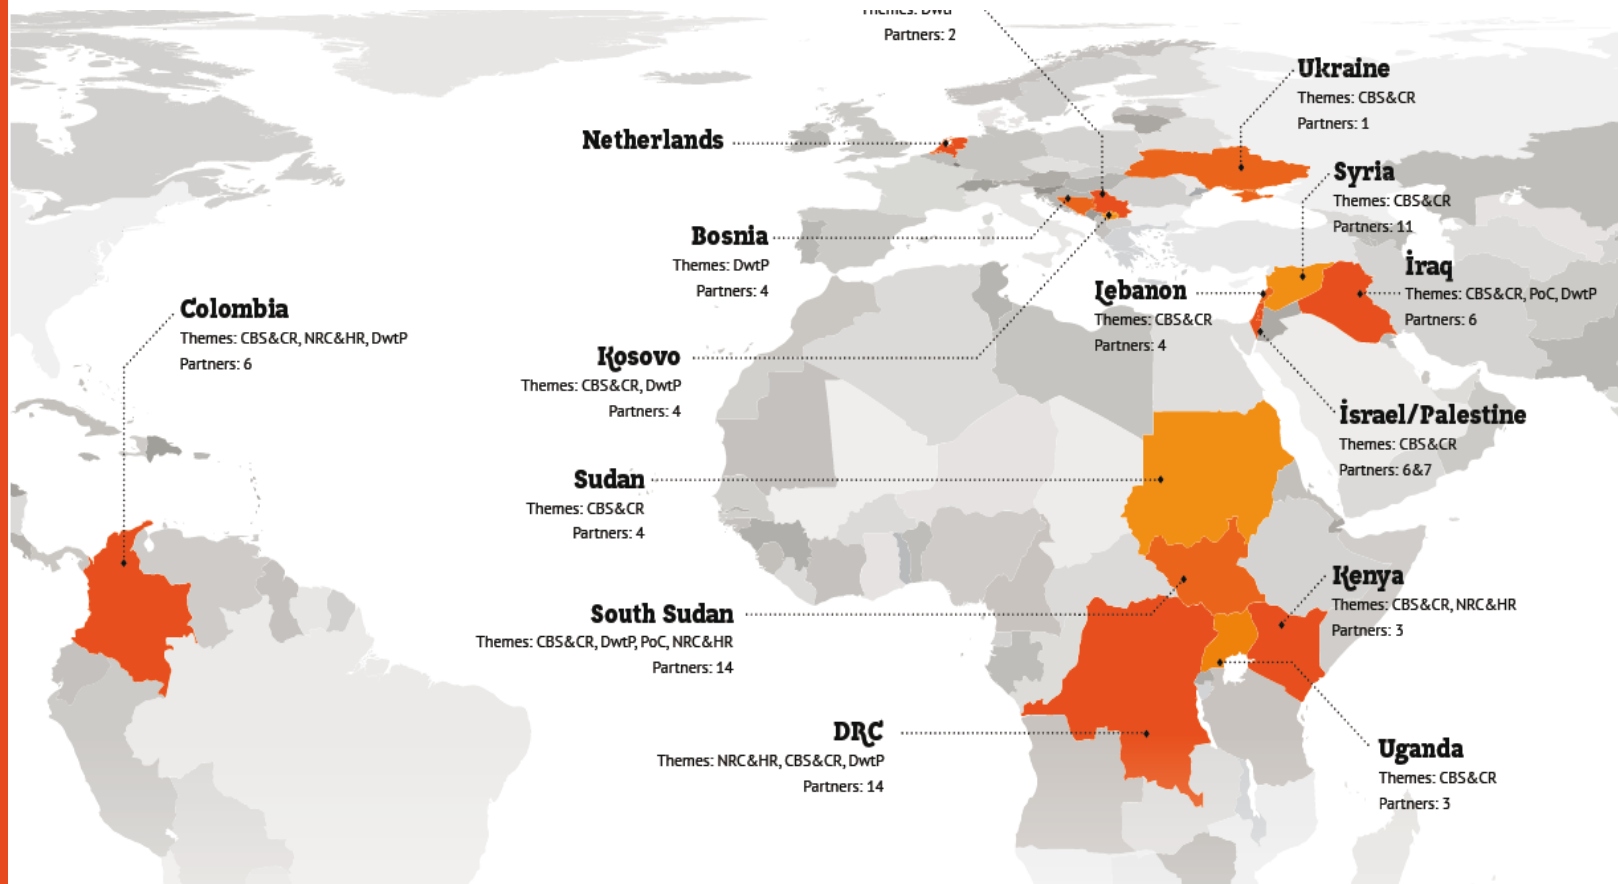 Partners: 2
Ukraine
Themes: CBS&CR
Partners: 1
Netherlands
Syria
Themes: CBS&CR
Partners: 11
Bosnia
Themes: DwtP
Partners: 4
Iraq
Themes: CBS&CR, PoC, DwtP
Partners: 6
Lebanon
Themes: CBS&CR
Partners: 4
Colombia
Themes: CBS&CR, NRC&HR, DwtP
Partners: 6
Kosovo
Themes: CBS&CR, DwtP
Partners: 4
Israel/Palestine
Themes: CBS&CR
Partners: 6&7
Sudan
Themes: CBS&CR
Partners: 4
Kenya
Themes: CBS&CR, NRC&HR
Partners: 3
South Sudan
Themes: CBS&CR, DwtP, PoC, NRC&HR
Partners: 14
DRC
Themes: NRC&HR, CBS&CR, DwtP
Partners: 14
Uganda
Themes: CBS&CR
Partners: 3